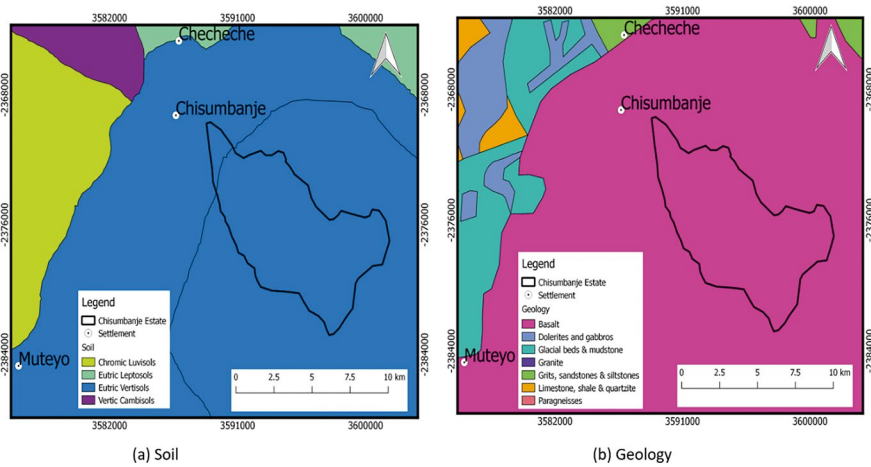 3582000 3591000 3600000
Checheche
-2368000
-2368000
Chisumbanje
-2376000
-2376000
Legend
Chisumbanje Estate
Settlement
Soil
Chromic Luvisols
Eutric Leptosols
Eutric Vertisols
Vertic Cambisols
-2384000
-2384000
Muteyo
0 2.5 5 7.5 10 km
3582000 3591000 3600000
(a) Soil
3582000 3591000 3600000
Checheche
-2368000
-2368000
Chisumbanje
-2376000
-2376000
Legend
Chisumbanje Estate
Settlement
Geology
Basalt
Dolerites and gabbros
Glacial beds & mudstone
Granite
Grits, sandstones & siltstones
Limestone, shale & quartzite
Paragneisses
-2384000
-2384000
Muteyo
0 2.5 5 7.5 10 km
3582000 3591000 3600000
(b) Geology